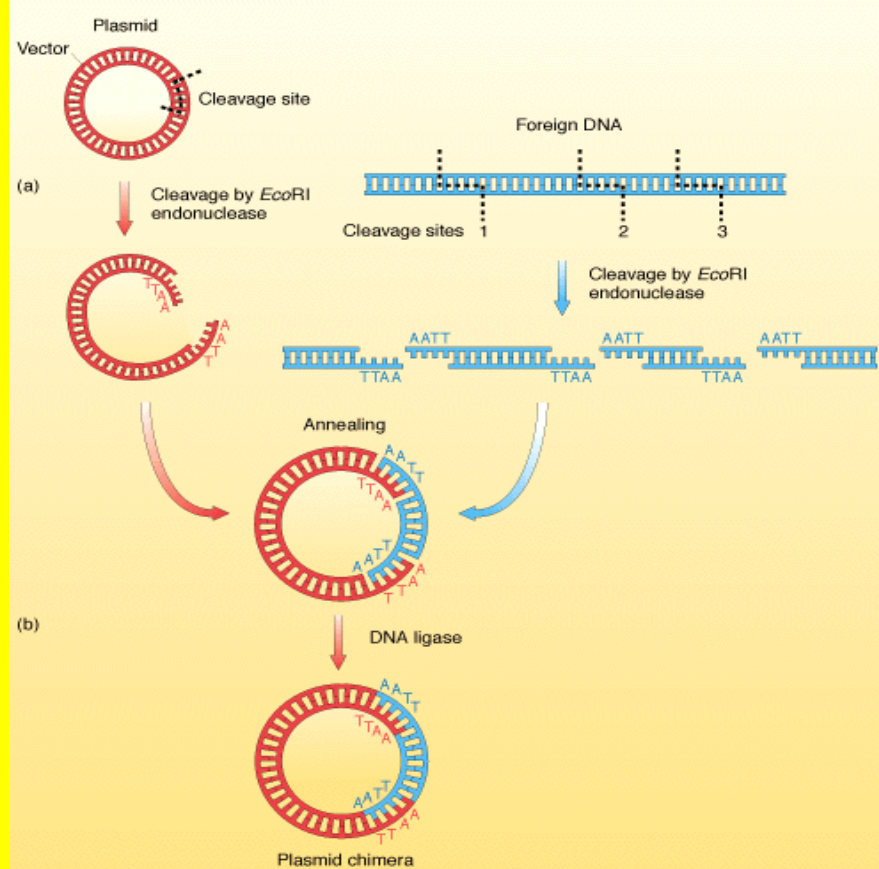 Plasmid
Vector
Cleavage site
Foreign DNA
(a)
Cleavage by EcoRI
endonuclease
Cleavage sites 1 2 3
Cleavage by EcoRI
endonuclease
TTAA
AATT
AATT AATT AATT
TTAA TTAA TTAA
Annealing
AATT
TTAA
AATT
TTAA
(b)
DNA ligase
AATT
TTAA
AATT
TTAA
Plasmid chimera